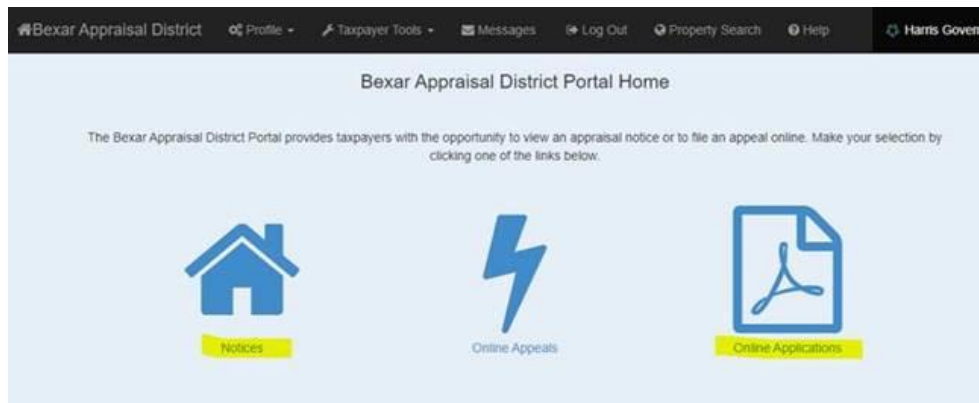 Bexar Appraisal District Profile Taxpayer Tools Messages Log Out Property Search Help Harris Govern
Bexar Appraisal District Portal Home
The Bexar Appraisal District Portal provides taxpayers with the opportunity to view an appraisal notice or to file an appeal online. Make your selection by
clicking one of the links below.
Notices Online Appeals Online Applications